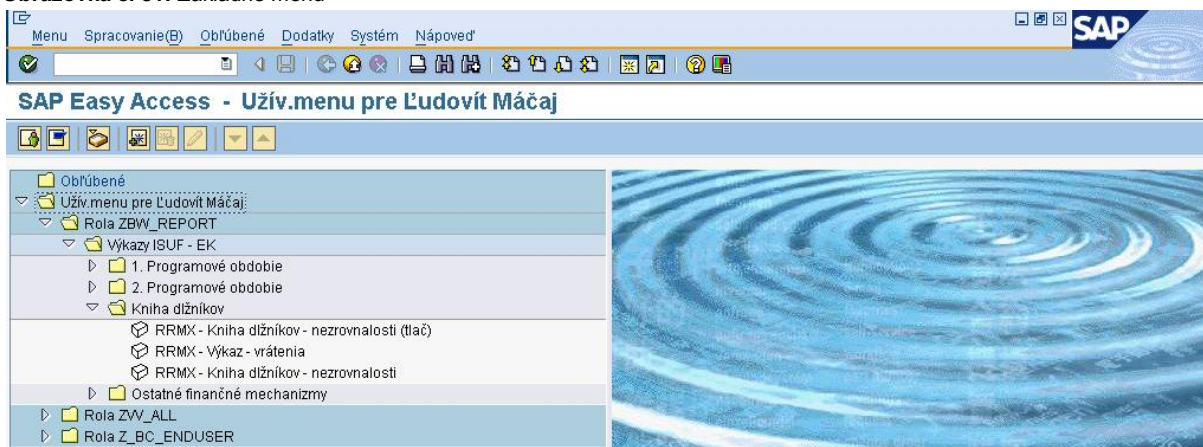 Menu Spracovanie(B) Obľúbené Dodatky Systém Nápoveď
SAP
SAP Easy Access - Užív.menu pre Ľudovít Máčaj
Obľúbené
Užív.menu pre Ľudovít Máčaj
Rola ZBW_REPORT
Výkazy ISUF - EK
1. Programové obdobie
2. Programové obdobie
Kniha dlžníkov
RRMX - Kniha dlžníkov - nezrovnalosti (tlač)
RRMX - Výkaz - vrátenia
RRMX - Kniha dlžníkov - nezrovnalosti
Ostatné finančné mechanizmy
Rola ZVV_ALL
Rola Z_BC_ENDUSER